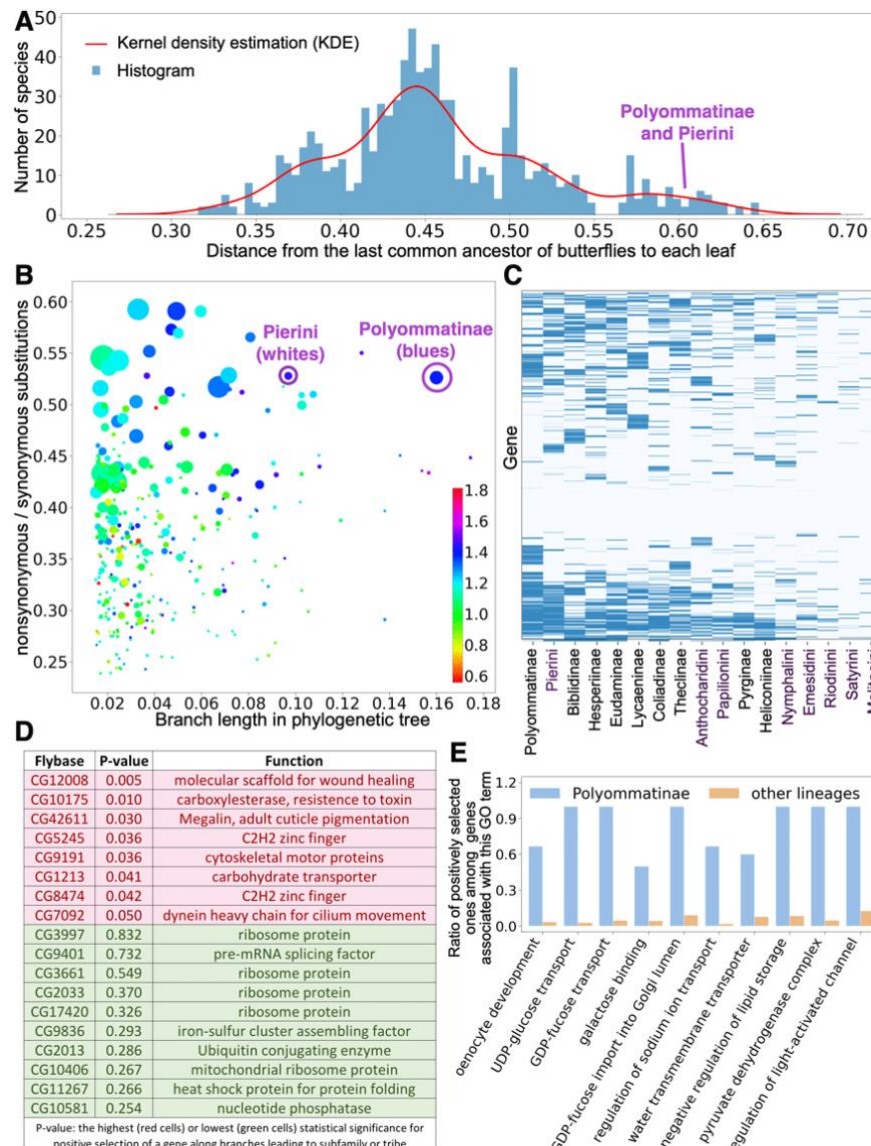 A
50
40
30
20
10
0
Number of species
Kernel density estimation (KDE)
Histogram
Polyommatinae
and Pierini
0.25 0.30 0.35 0.40 0.45 0.50 0.55 0.60 0.65 0.70
Distance from the last common ancestor of butterflies to each leaf
B
nonsynonymous / synonymous substitutions
0.60
0.55
0.50
0.45
0.40
0.35
0.30
0.25
Pierini
(whites)
Polyommatinae
(blues)
1.8
1.6
1.4
1.2
1.0
0.8
0.6
0.02 0.04 0.06 0.08 0.10 0.12 0.14 0.16 0.18
Branch length in phylogenetic tree
C
Gene
Polyommatinae
Pierini
Biblidinae
Hesperiinae
Eudaminae
Lycaeninae
Coliadinae
Theclinae
Anthocharidini
Papilionini
Pyrginae
Heliconiinae
Nymphalini
Emesidini
Riodinini
Satyrini
D
Flybase P-value Function
CG12008 0.005 molecular scaffold for wound healing
CG10175 0.010 carboxylesterase, resistence to toxin
CG42611 0.030 Megalin, adult cuticle pigmentation
CG5245 0.036 C2H2 zinc finger
CG9191 0.036 cytoskeletal motor proteins
CG1213 0.041 carbohydrate transporter
CG8474 0.042 C2H2 zinc finger
CG7092 0.050 dynein heavy chain for cilium movement
CG3997 0.832 ribosome protein
CG9401 0.732 pre-mRNA splicing factor
CG3661 0.549 ribosome protein
CG2033 0.370 ribosome protein
CG17420 0.326 ribosome protein
CG9836 0.293 iron-sulfur cluster assembling factor
CG2013 0.286 Ubiquitin conjugating enzyme
CG10406 0.267 mitochondrial ribosome protein
CG11267 0.266 heat shock protein for protein folding
CG10581 0.254 nucleotide phosphatase
P-value: the highest (red cells) or lowest (green cells) statistical significance for
positive selection of a gene along branches leading to subfamily or tribe
E
Ratio of positively selected
ones among genes
associated with this GO term
1.2
0.9
0.6
0.3
0.0
Polyommatinae
other lineages
oenocyte development
UDP-glucose transport
GDP-fucose transport
galactose binding
GDP-fucose import into Golgi lumen
regulation of sodium ion transport
water transmembrane transporter
negative regulation of lipid storage
pyruvate dehydrogenase complex
regulation of light-activated channel